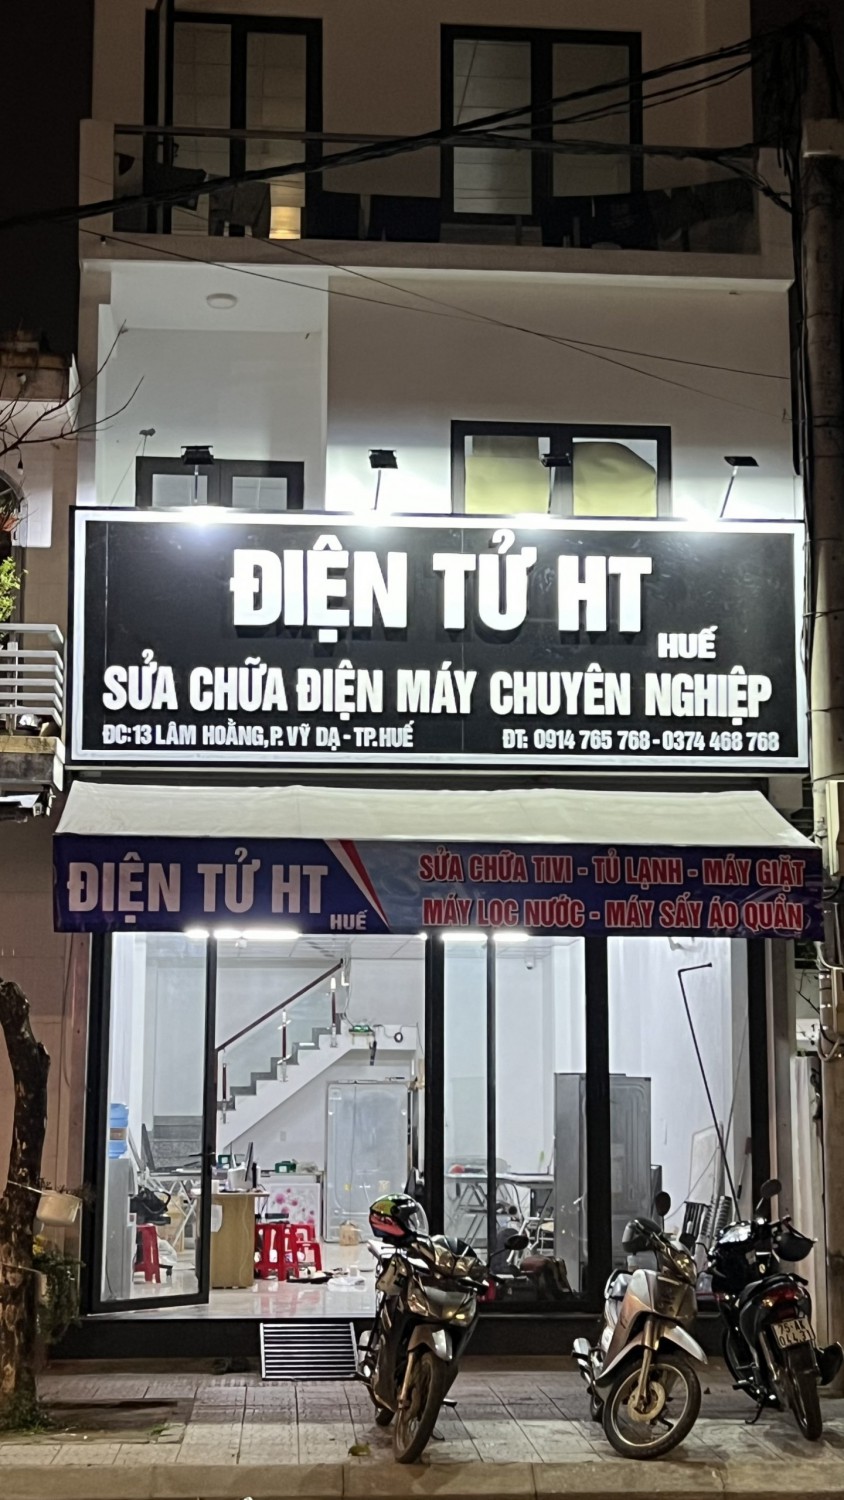 ĐIỆN TỬ HT
HUẾ
SỬA CHỮA ĐIỆN MÁY CHUYÊN NGHIỆP
ĐC:13 LÂM HOẰNG,P. VỸ DẠ - TP.HUẾ ĐT: 0914 765 768 - 0374 468 768
ĐIỆN TỬ HT
HUẾ
SỬA CHỮA TIVI - TỦ LẠNH - MÁY GIẶT
MÁY LỌC NƯỚC - MÁY SẤY ÁO QUẦN